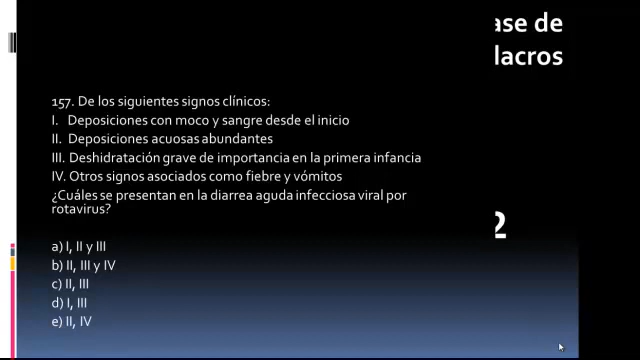 ase de
lacros
157. De los siguientes signos clínicos:
I. Deposiciones con moco y sangre desde el inicio
II. Deposiciones acuosas abundantes
III. Deshidratación grave de importancia en la primera infancia
IV. Otros signos asociados como fiebre y vómitos
¿Cuáles se presentan en la diarrea aguda infecciosa viral por
rotavirus?
2
a) I, II y III
b) II, III y IV
c) II, III
d) I, III
e) II, IV